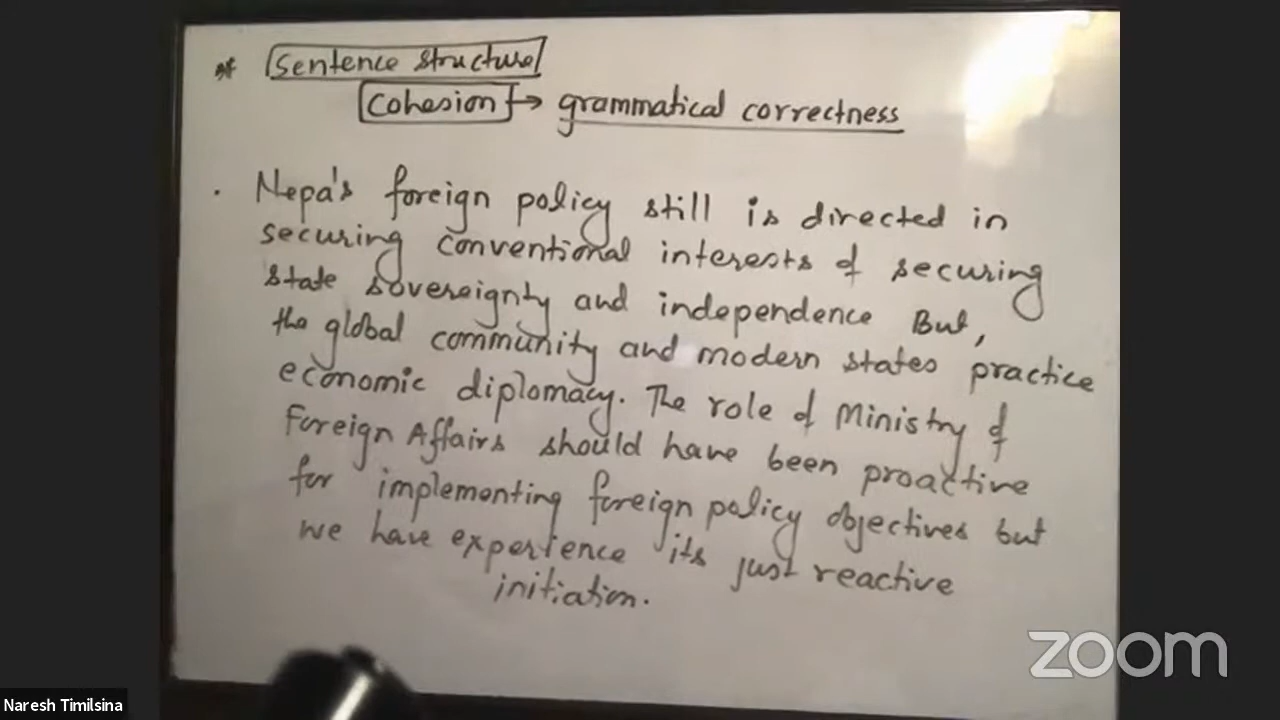 * Sentence structure
Cohesion → grammatical correctness
. Nepa's foreign policy still is directed in
securing conventional interests of securing
state sovereignty and independence But,
the global community and modern states practice
economic diplomacy. The role of Ministry of
Foreign Affairs should have been proactive
for implementing foreign policy objectives but
we have experience its just reactive
initiation.
zoom
Naresh Timilsina